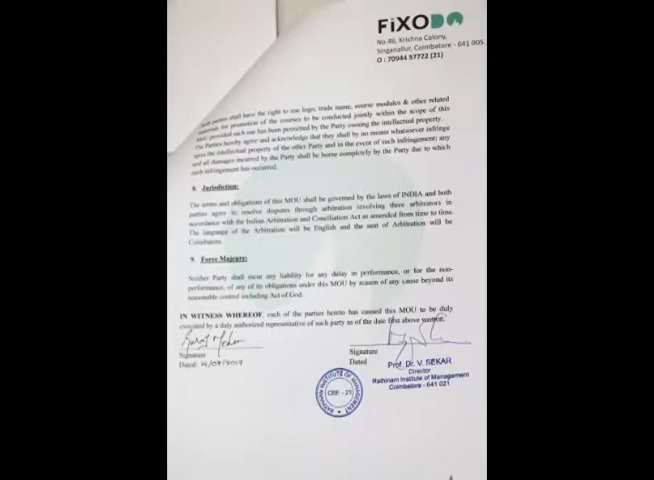 FiXODA
No.40, Krishna Colony,
Singanallur, Coimbatore - 641 005
O : 70944 57722 (21)
Both parties shall have the right to use logo, trade name, course modules & other related
materials for promotion of the courses to be conducted jointly within the scope of this
MOU provided such use has been permitted by the Party owning the intellectual property.
The Parties hereby agree and acknowledge that they shall by no means whatsoever infringe
upon the intellectual property of the other Party and in the event of such infringement; any
and all damages incurred by the Party shall be borne completely by the Party due to which
such infringement has occurred.
8. Jurisdiction:
The terms and obligations of this MOU shall be governed by the laws of INDIA and both
parties agree to resolve disputes through arbitration involving three arbitrators in
accordance with the Indian Arbitration and Conciliation Act as amended from time to time.
The language of the Arbitration will be English and the seat of Arbitration will be
Coimbatore.
9. Force Majeure:
Neither Party shall incur any liability for any delay in performance, or for the non-
performance, of any of its obligations under this MOU by reason of any cause beyond its
reasonable control including Act of God.
IN WITNESS WHEREOF, each of the parties hereto has caused this MOU to be duly
executed by a duly authorized representative of such party as of the date first above written.
Signature
Dated:
Signature
Dated
Prof. Dr. V. SEKAR
Director
Rathinam Institute of Management
Coimbatore - 641 021
RATHINAM INSTITUTE OF MANAGEMENT
CBE - 21